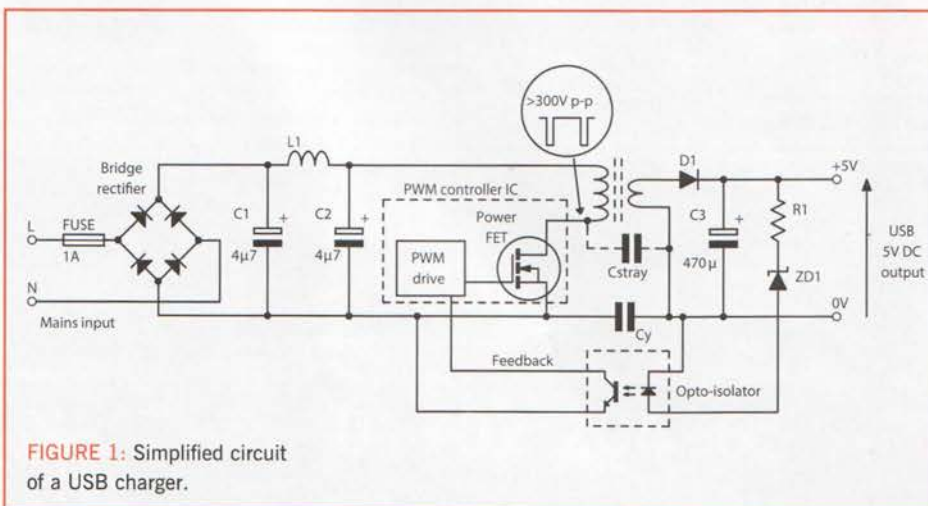 >300V p-p
L1
Bridge
rectifier
D1
+5V
PWM controller IC
C1
+
C2
+
Power
FET
C3
+
R1
L
FUSE
1A
4µ7
4µ7
PWM
drive
Cstray
470µ
ZD1
USB
5V DC
output
N
0V
Mains input
Cy
Feedback
Opto-isolator
FIGURE 1: Simplified circuit
of a USB charger.